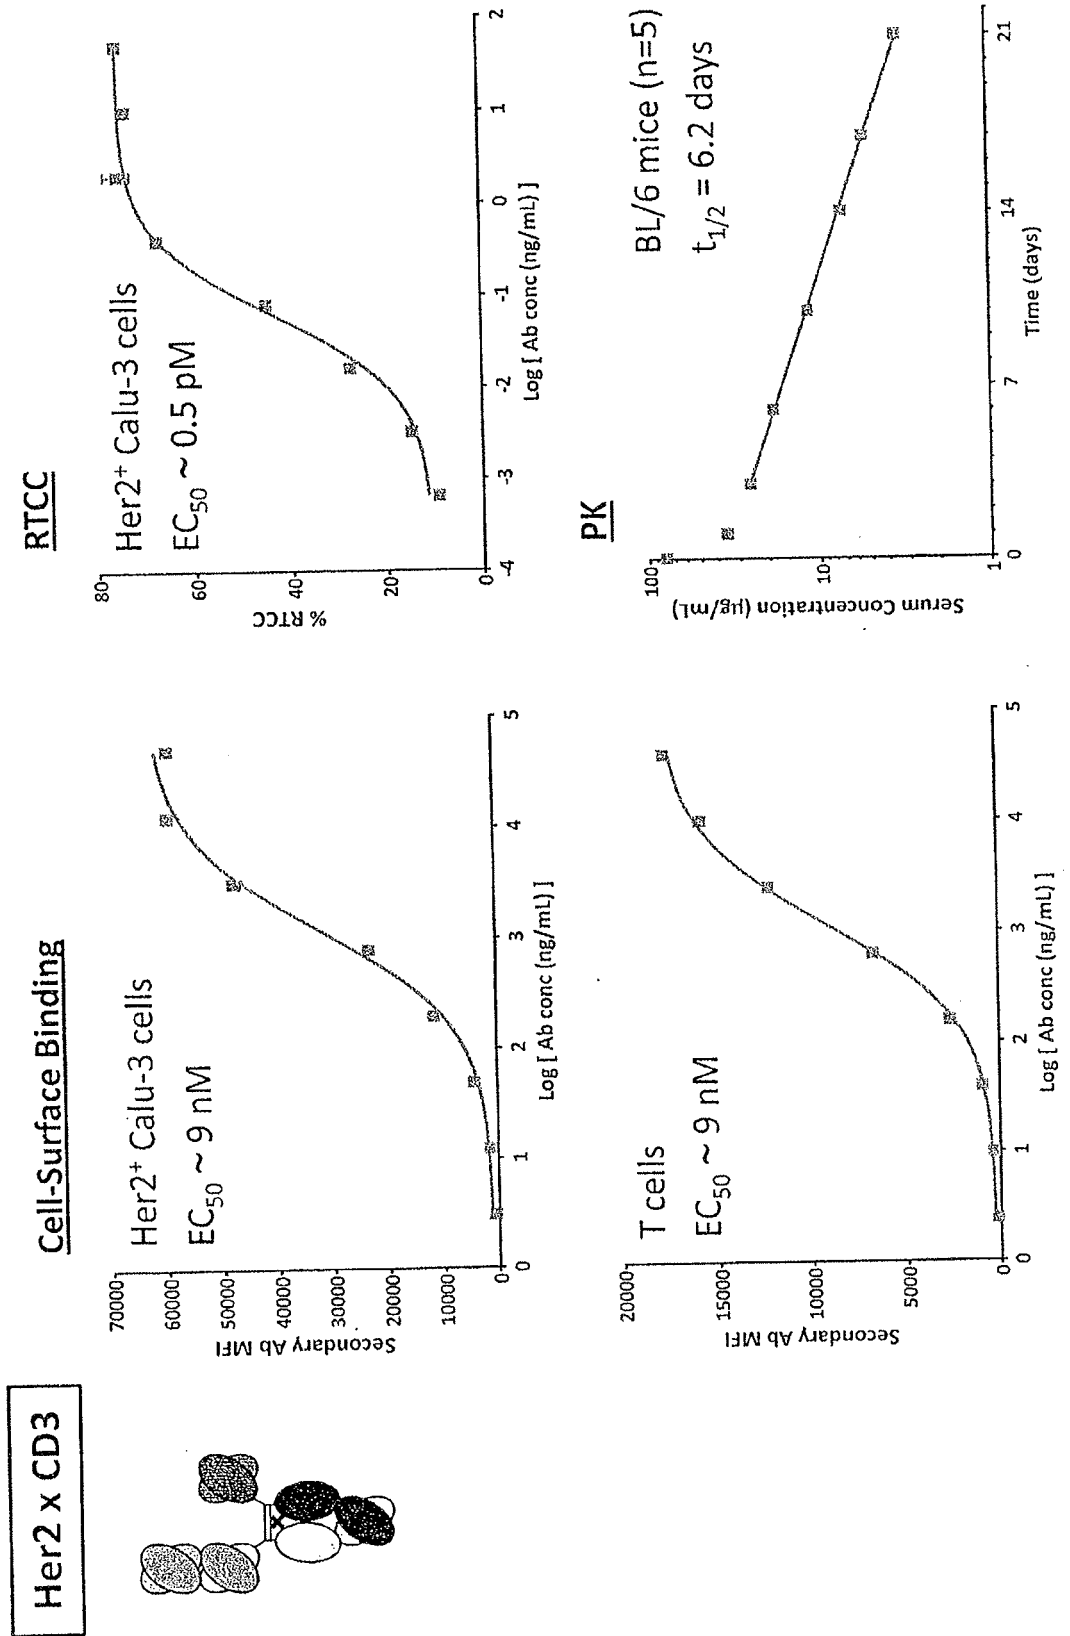 Her2 x CD3
Cell-Surface Binding
Her2+ Calu-3 cells
EC50 ~ 9 nM
Secondary Ab MFI
70000
60000
50000
40000
30000
20000
10000
0
0 1 2 3 4 5
Log [ Ab conc (ng/mL) ]
T cells
EC50 ~ 9 nM
Secondary Ab MFI
20000
15000
10000
5000
0
0 1 2 3 4 5
Log [ Ab conc (ng/mL) ]
RTCC
Her2+ Calu-3 cells
EC50 ~ 0.5 pM
% RTCC
80
60
40
20
0
-4 -3 -2 -1 0 1 2
Log [ Ab conc (ng/mL) ]
PK
BL/6 mice (n=5)
t1/2 = 6.2 days
Serum Concentration (µg/mL)
100
10
1
0 7 14 21
Time (days)